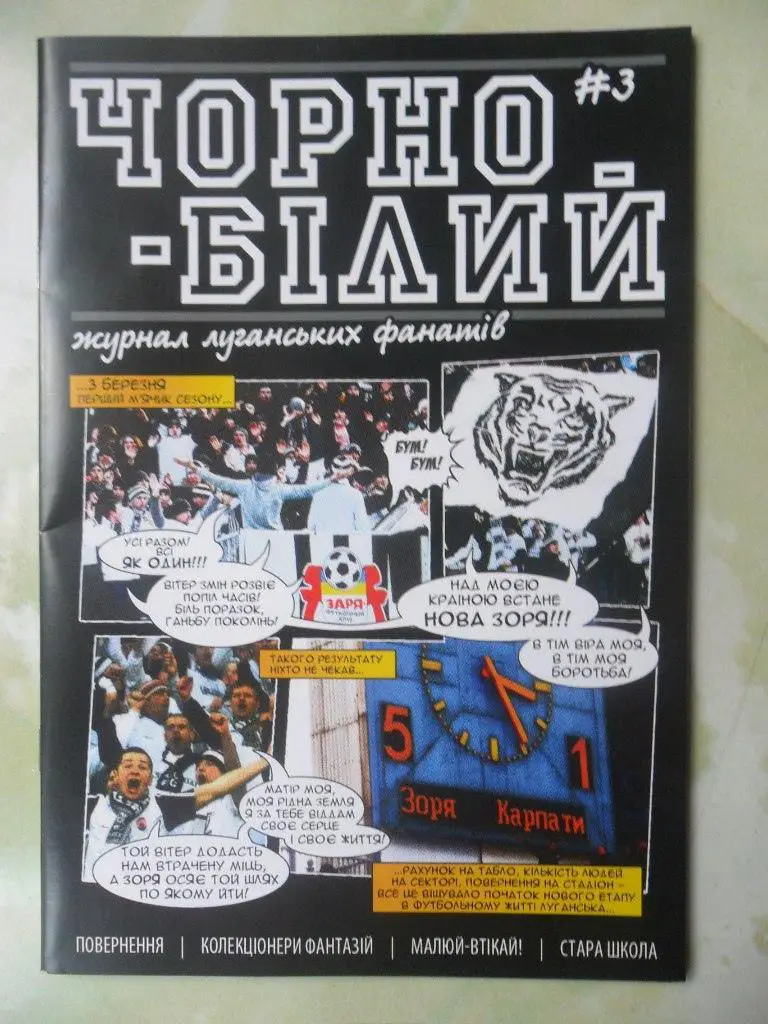 #3
ЧОРНО
-БІЛИЙ
журнал луганських фанатів
...3 БЕРЕЗНЯ
ПЕРШИЙ М'ЯЧИК СЕЗОНУ...
БУМ!
БУМ!
УСІ РАЗОМ!
ВСІ
ЯК ОДИН!!!
ВІТЕР ЗМІН РОЗВІЄ
ПОПІЛ ЧАСІВ!
БІЛЬ ПОРАЗОК,
ГАНЬБУ ПОКОЛІНЬ!
ЗАРЯ
НАД МОЄЮ
КРАЇНОЮ ВСТАНЕ
НОВА ЗОРЯ!!!
В ТІМ ВІРА МОЯ,
В ТІМ МОЯ
БОРОТЬБА!
ТАКОГО РЕЗУЛЬТАТУ
НІХТО НЕ ЧЕКАВ...
5
1
Зоря Карпати
МАТІР МОЯ,
МОЯ РІДНА ЗЕМЛЯ
Я ЗА ТЕБЕ ВІДДАМ
СВОЄ СЕРЦЕ
І СВОЄ ЖИТТЯ!
ТОЙ ВІТЕР ДОДАСТЬ
НАМ ВТРАЧЕНУ МІЦЬ,
А ЗОРЯ ОСЯЄ ТОЙ ШЛЯХ
ПО ЯКОМУ ЙТИ!
...РАХУНОК НА ТАБЛО, КІЛЬКІСТЬ ЛЮДЕЙ
НА СЕКТОРІ, ПОВЕРНЕННЯ НА СТАДІОН –
ВСЕ ЦЕ ВІЩУВАЛО ПОЧАТОК НОВОГО ЕТАПУ
В ФУТБОЛЬНОМУ ЖИТТІ ЛУГАНСЬКА...
ПОВЕРНЕННЯ | КОЛЕКЦІОНЕРИ ФАНТАЗІЙ | МАЛЮЙ-ВТІКАЙ! | СТАРА ШКОЛА